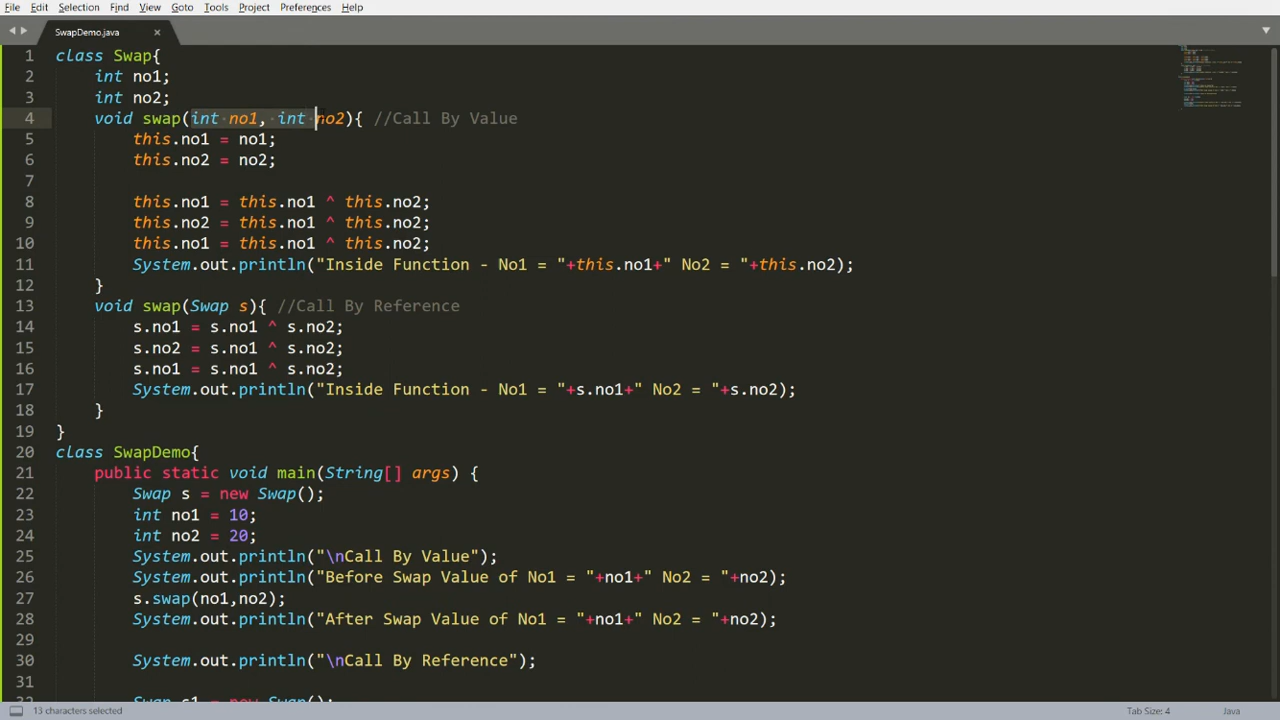 File Edit Selection Find View Goto Tools Project Preferences Help
SwapDemo.java ×
1 class Swap{
2 int no1;
3 int no2;
4 void swap(int no1, int no2){ //Call By Value
5 this.no1 = no1;
6 this.no2 = no2;
7
8 this.no1 = this.no1 ^ this.no2;
9 this.no2 = this.no1 ^ this.no2;
10 this.no1 = this.no1 ^ this.no2;
11 System.out.println("Inside Function - No1 = "+this.no1+" No2 = "+this.no2);
12 }
13 void swap(Swap s){ //Call By Reference
14 s.no1 = s.no1 ^ s.no2;
15 s.no2 = s.no1 ^ s.no2;
16 s.no1 = s.no1 ^ s.no2;
17 System.out.println("Inside Function - No1 = "+s.no1+" No2 = "+s.no2);
18 }
19 }
20 class SwapDemo{
21 public static void main(String[] args) {
22 Swap s = new Swap();
23 int no1 = 10;
24 int no2 = 20;
25 System.out.println("\nCall By Value");
26 System.out.println("Before Swap Value of No1 = "+no1+" No2 = "+no2);
27 s.swap(no1,no2);
28 System.out.println("After Swap Value of No1 = "+no1+" No2 = "+no2);
29
30 System.out.println("\nCall By Reference");
31
32 Swap s1 = new Swap();
13 characters selected Tab Size: 4 Java